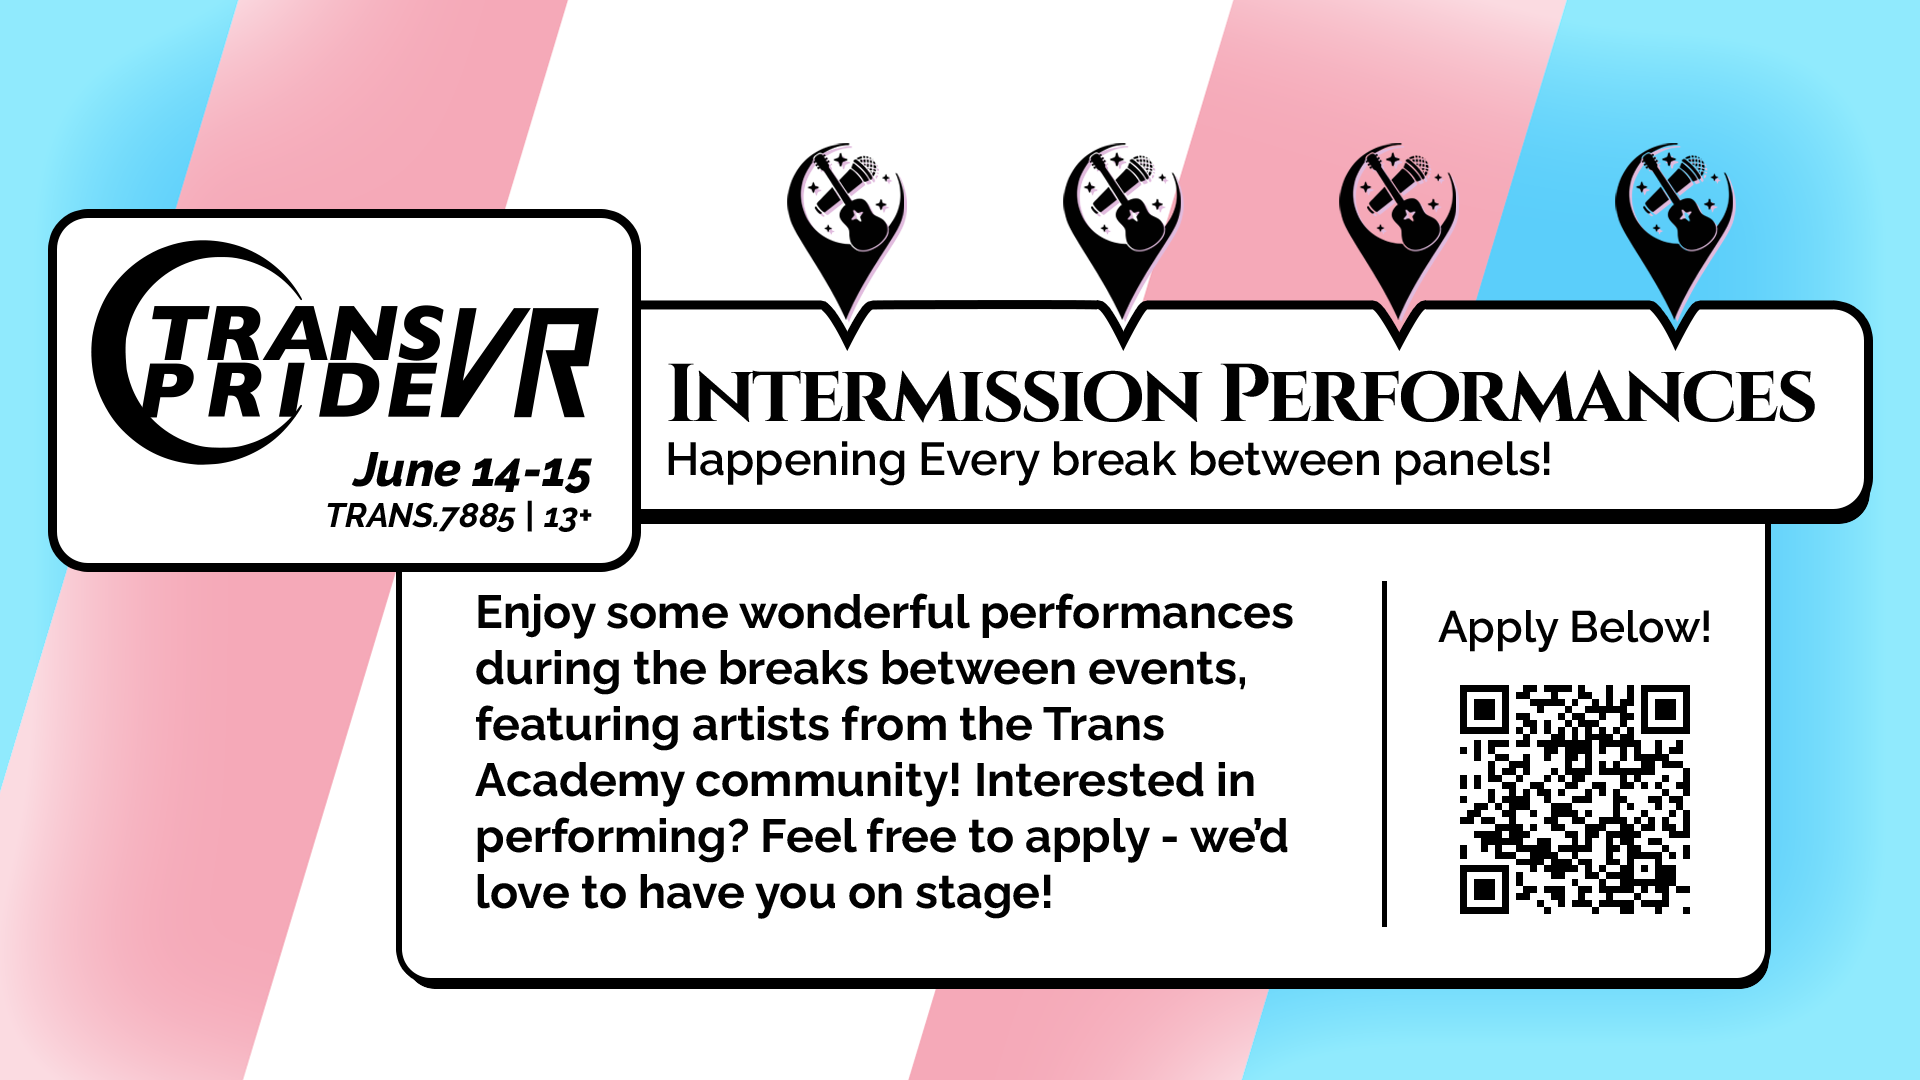 TRANS
PRIDE VR
June 14-15
TRANS.7885 | 13+
Intermission Performances
Happening Every break between panels!
Enjoy some wonderful performances
during the breaks between events,
featuring artists from the Trans
Academy community! Interested in
performing? Feel free to apply - we’d
love to have you on stage!
Apply Below!